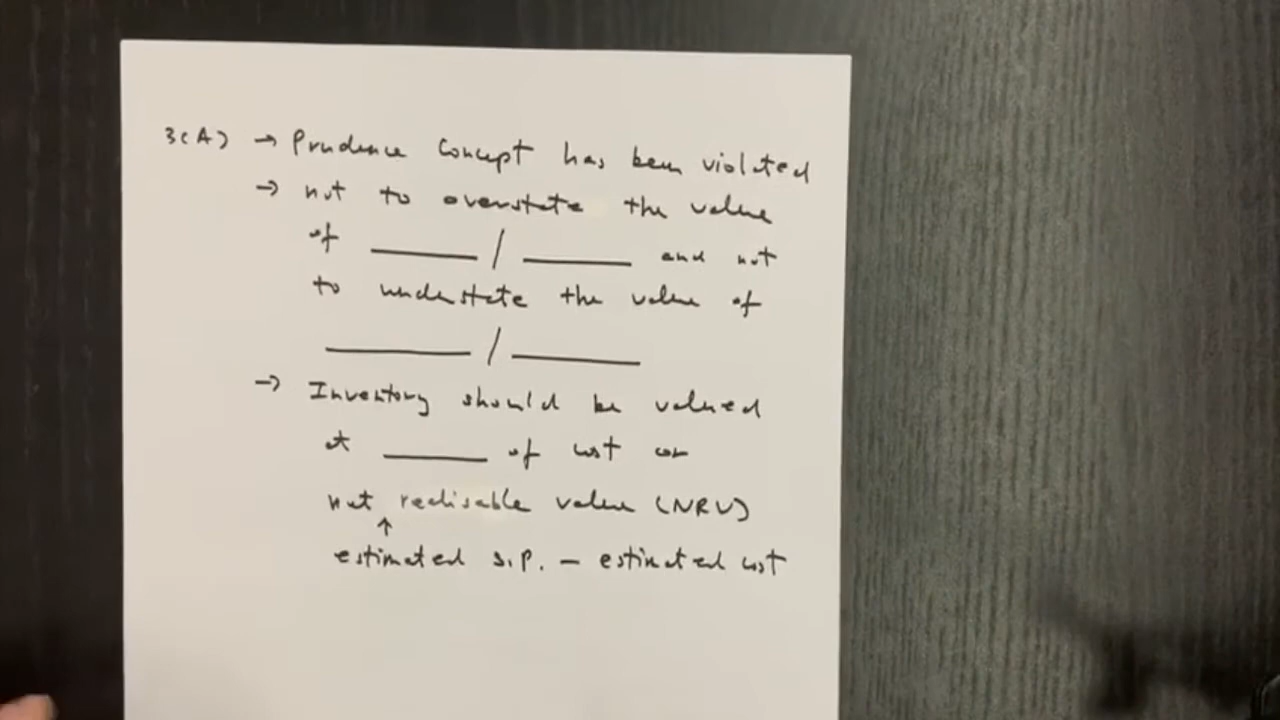 3(A) → Prudence concept has been violated
→ not to overstate the value
of ______ / ______ and not
to understate the value of
______ / ______
→ Inventory should be valued
at ______ of cost or
net realisable value (NRV)
↑
estimated S.P. – estimated cost